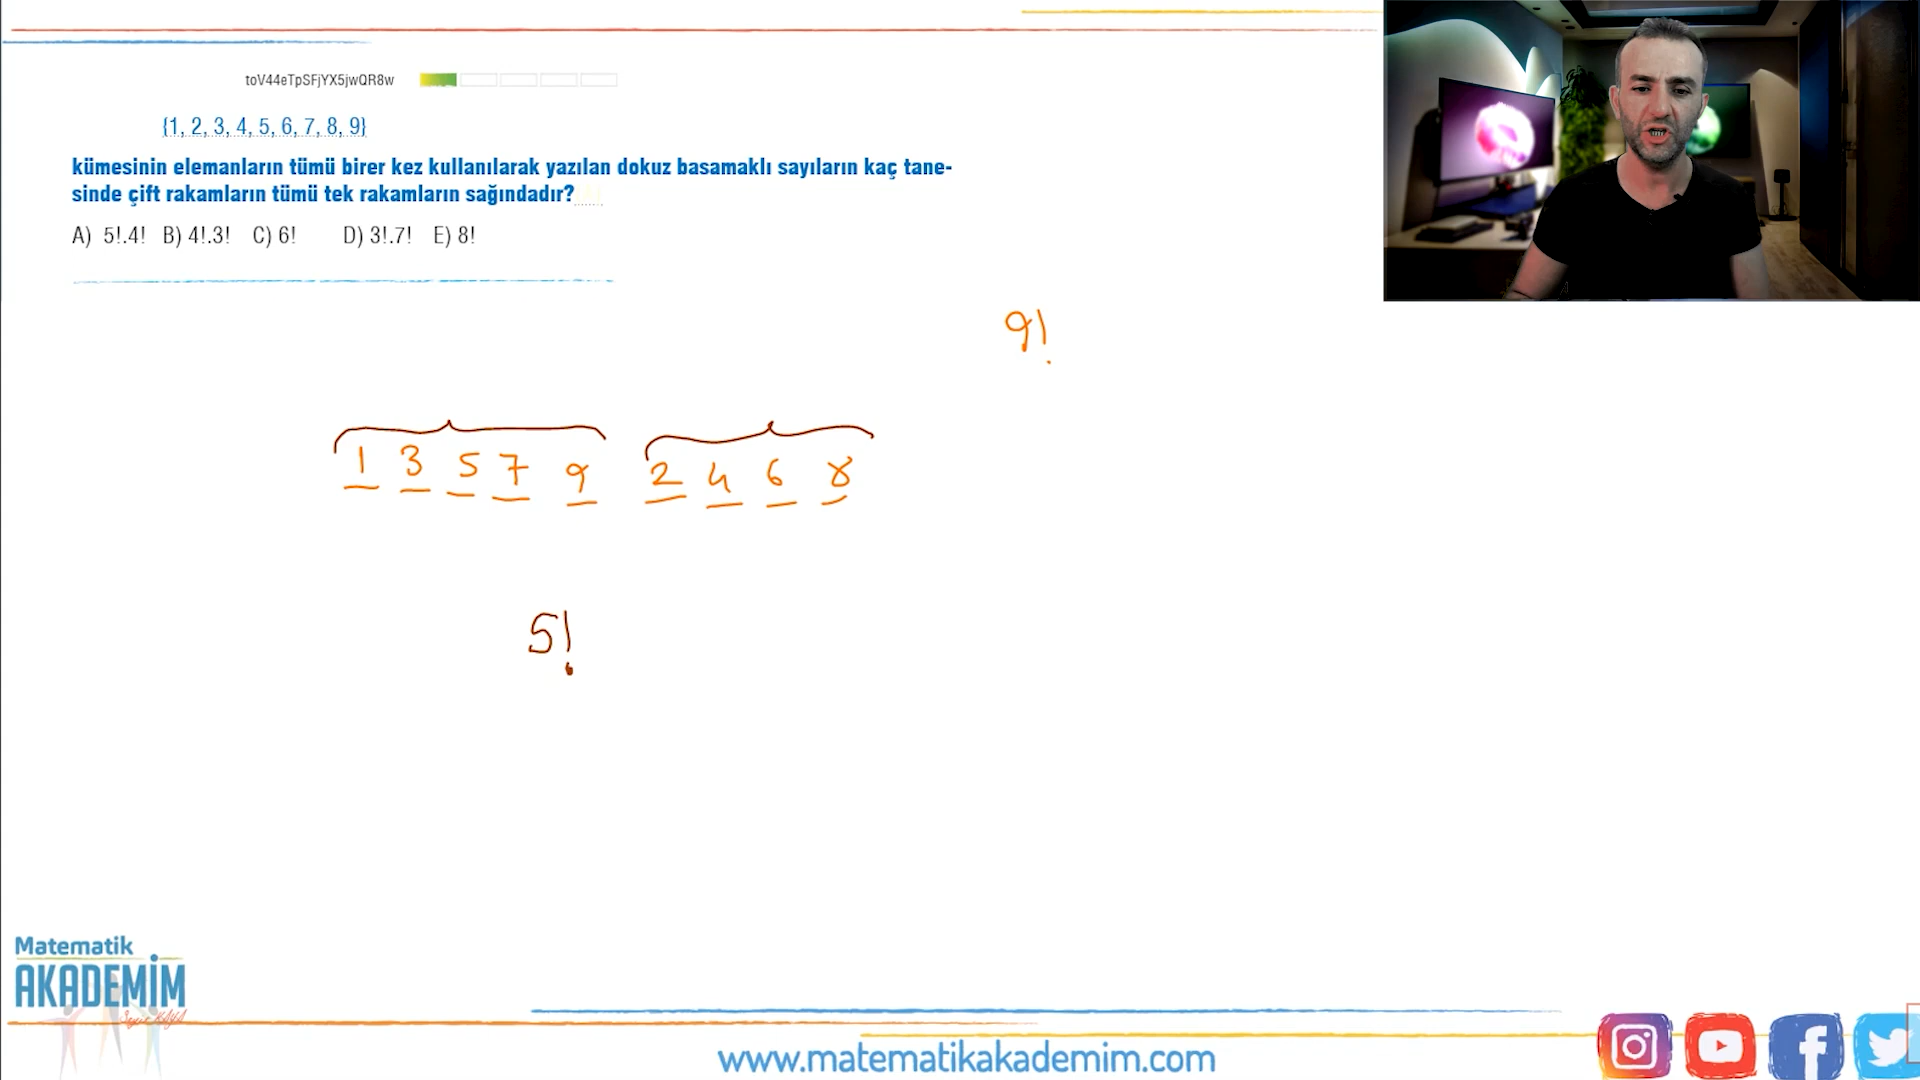 toV44eTpSFjYX5jwQR8w
{1, 2, 3, 4, 5, 6, 7, 8, 9}
kümesinin elemanların tümü birer kez kullanılarak yazılan dokuz basamaklı sayıların kaç tane-
sinde çift rakamların tümü tek rakamların sağındadır?
A) 5!.4! B) 4!.3! C) 6! D) 3!.7! E) 8!
9!
1 3 5 7 9 2 4 6 8
5!
Matematik
AKADEMİM
www.matematikakademim.com